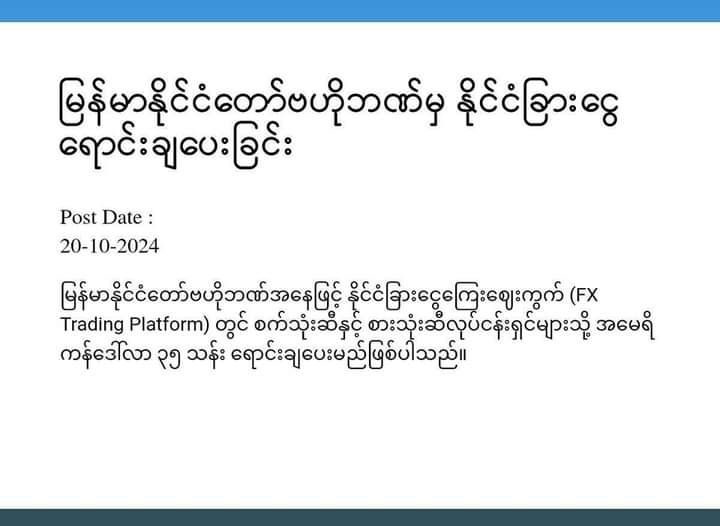 မြန်မာနိုင်ငံတော်ဗဟိုဘဏ်မှ နိုင်ငံခြားငွေ
ရောင်းချပေးခြင်း
Post Date :
20-10-2024
မြန်မာနိုင်ငံတော်ဗဟိုဘဏ်အနေဖြင့် နိုင်ငံခြားငွေကြေးဈေးကွက် (FX
Trading Platform) တွင် စက်သုံးဆီနှင့် စားသုံးဆီလုပ်ငန်းရှင်များသို့ အမေရိ
ကန်ဒေါ်လာ ၃၅ သန်း ရောင်းချပေးမည်ဖြစ်ပါသည်။